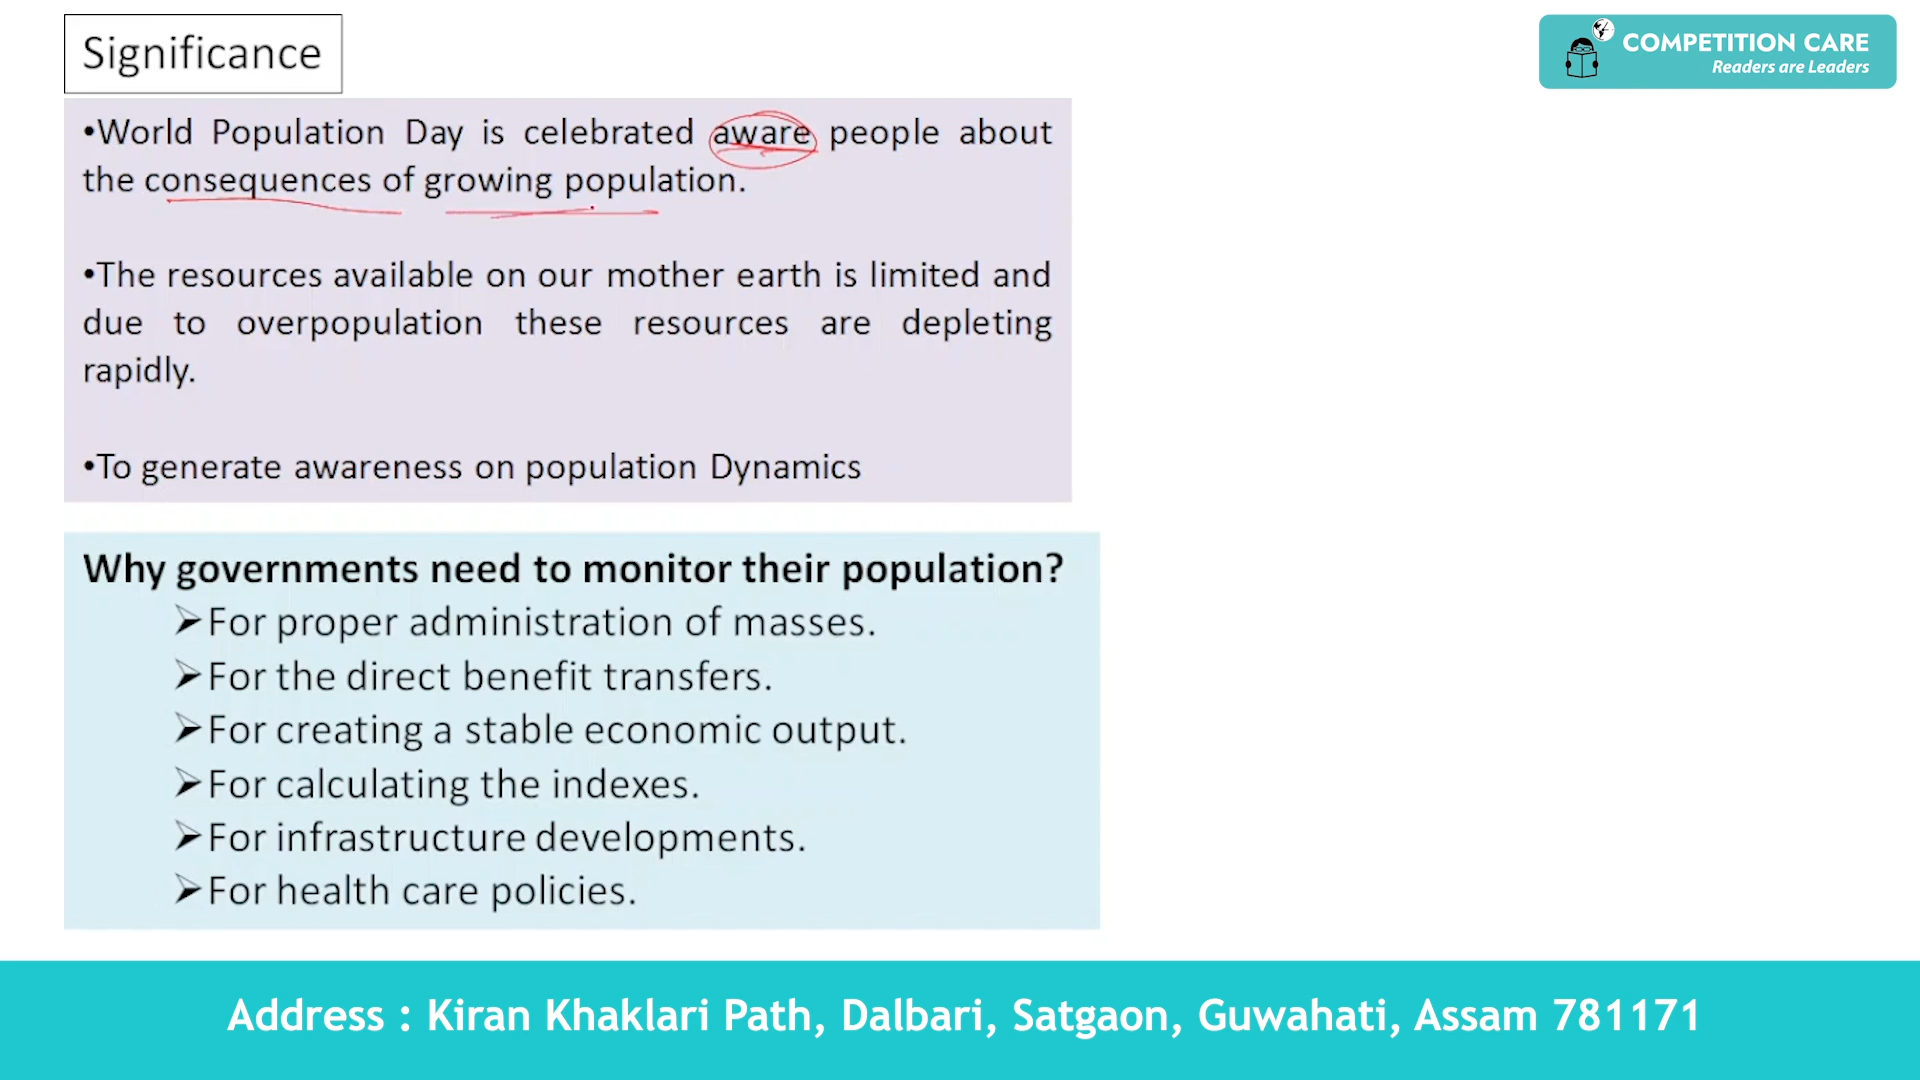 Significance
COMPETITION CARE
Readers are Leaders
•World Population Day is celebrated aware people about
the consequences of growing population.
•The resources available on our mother earth is limited and
due to overpopulation these resources are depleting
rapidly.
•To generate awareness on population Dynamics
Why governments need to monitor their population?
➢For proper administration of masses.
➢For the direct benefit transfers.
➢For creating a stable economic output.
➢For calculating the indexes.
➢For infrastructure developments.
➢For health care policies.
Address : Kiran Khaklari Path, Dalbari, Satgaon, Guwahati, Assam 781171